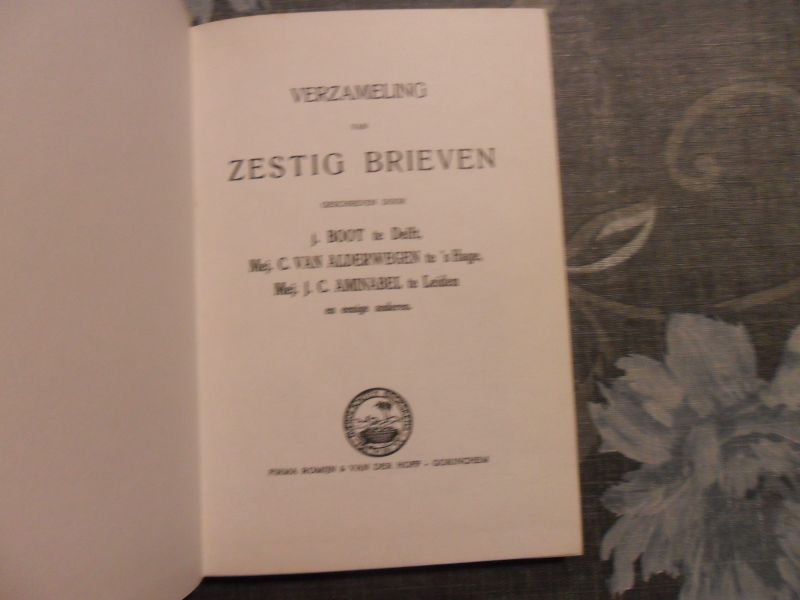 VERZAMELING
VAN
ZESTIG BRIEVEN
GESCHREVEN DOOR
J. BOOT te Delft.
Mej. C. VAN ALDERWEGEN te 's Hage.
Mej. J. C. AMINABEL te Leiden
en eenige anderen.
FIRMA ROMIJN & VAN DER HOFF - GORINCHEM